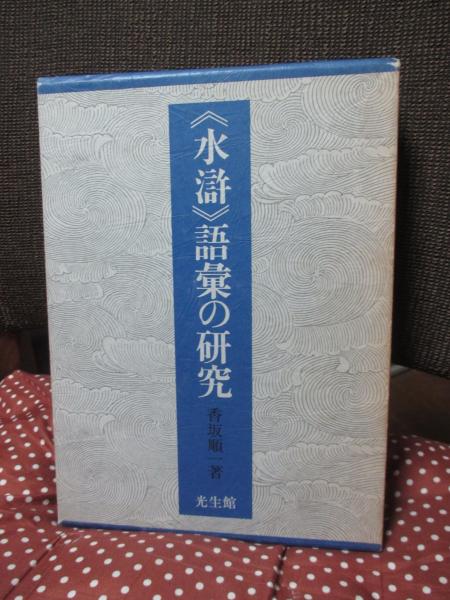 《水滸》語彙の研究
香坂順一著
光生館